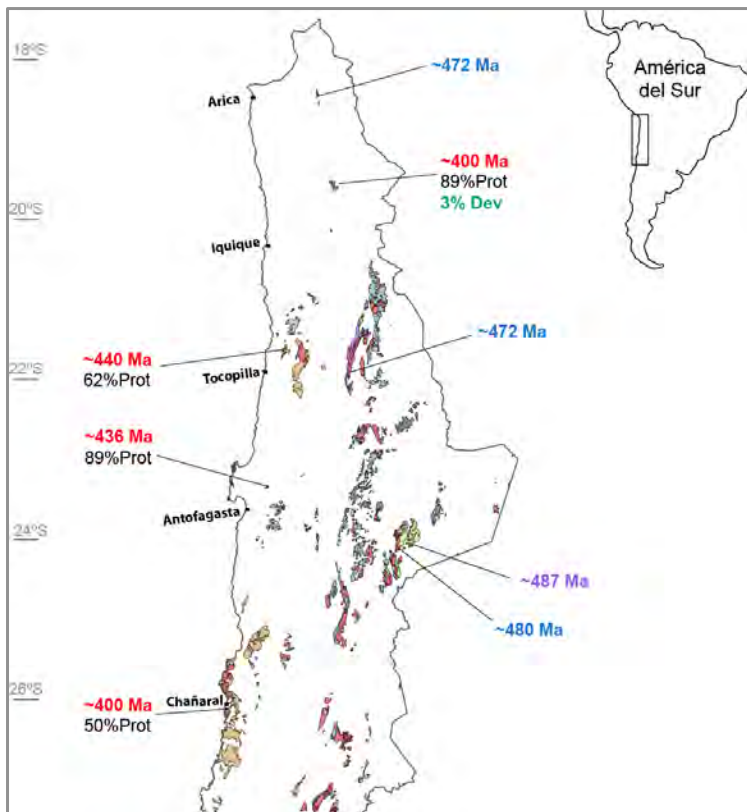 18ºS
~472 Ma
América
del Sur
Arica
~400 Ma
89%Prot
3% Dev
20ºS
Iquique
~472 Ma
~440 Ma
62%Prot
Tocopilla
22ºS
~436 Ma
89%Prot
Antofagasta
24ºS
~487 Ma
~480 Ma
26ºS
Chañaral
~400 Ma
50%Prot